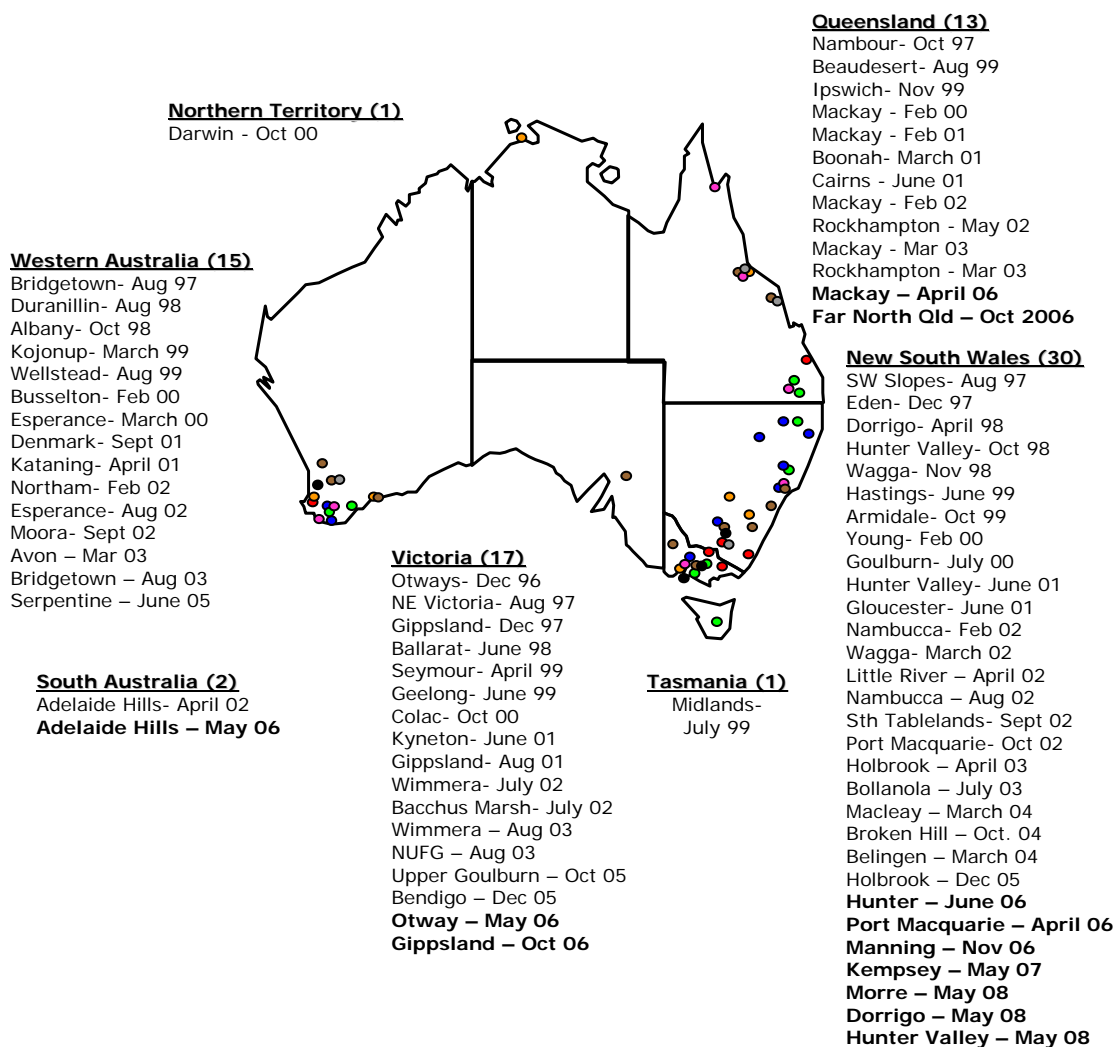 Queensland (13)
Nambour- Oct 97
Beaudesert- Aug 99
Ipswich- Nov 99
Mackay - Feb 00
Mackay - Feb 01
Boonah- March 01
Cairns - June 01
Mackay - Feb 02
Rockhampton - May 02
Mackay - Mar 03
Rockhampton - Mar 03
Mackay – April 06
Far North Qld – Oct 2006
Northern Territory (1)
Darwin - Oct 00
Western Australia (15)
Bridgetown- Aug 97
Duranillin- Aug 98
Albany- Oct 98
Kojonup- March 99
Wellstead- Aug 99
Busselton- Feb 00
Esperance- March 00
Denmark- Sept 01
Kataning- April 01
Northam- Feb 02
Esperance- Aug 02
Moora- Sept 02
Avon – Mar 03
Bridgetown – Aug 03
Serpentine – June 05
New South Wales (30)
SW Slopes- Aug 97
Eden- Dec 97
Dorrigo- April 98
Hunter Valley- Oct 98
Wagga- Nov 98
Hastings- June 99
Armidale- Oct 99
Young- Feb 00
Goulburn- July 00
Hunter Valley- June 01
Gloucester- June 01
Nambucca- Feb 02
Wagga- March 02
Little River – April 02
Nambucca – Aug 02
Sth Tablelands- Sept 02
Port Macquarie- Oct 02
Holbrook – April 03
Bollanola – July 03
Macleay – March 04
Broken Hill – Oct. 04
Belingen – March 04
Holbrook – Dec 05
Hunter – June 06
Port Macquarie – April 06
Manning – Nov 06
Kempsey – May 07
Morre – May 08
Dorrigo – May 08
Hunter Valley – May 08
Victoria (17)
Otways- Dec 96
NE Victoria- Aug 97
Gippsland- Dec 97
Ballarat- June 98
Seymour- April 99
Geelong- June 99
Colac- Oct 00
Kyneton- June 01
Gippsland- Aug 01
Wimmera- July 02
Bacchus Marsh- July 02
Wimmera – Aug 03
NUFG – Aug 03
Upper Goulburn – Oct 05
Bendigo – Dec 05
Otway – May 06
Gippsland – Oct 06
South Australia (2)
Adelaide Hills- April 02
Adelaide Hills – May 06
Tasmania (1)
Midlands-
July 99